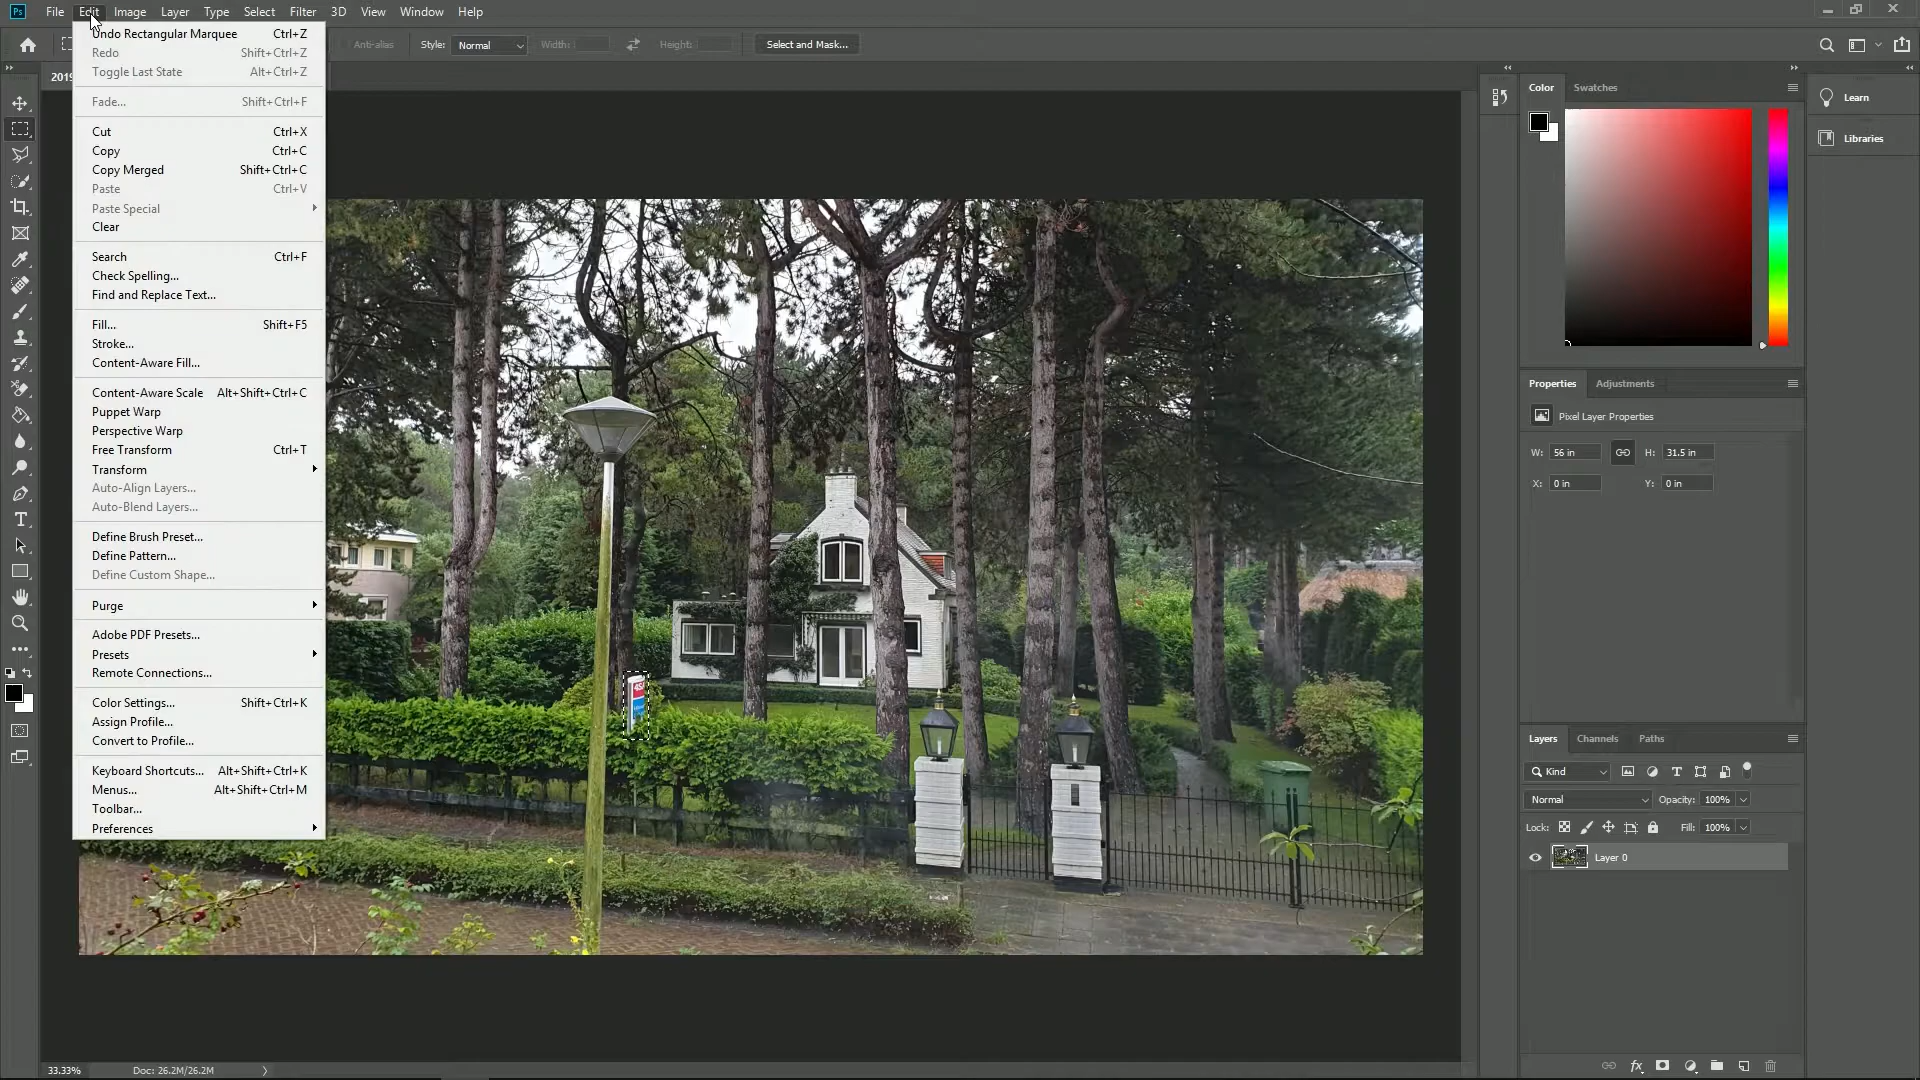 Ps File Edit Image Layer Type Select Filter 3D View Window Help
Anti-alias Style: Normal Width: Height: Select and Mask...
2019
Undo Rectangular Marquee Ctrl+Z
Redo Shift+Ctrl+Z
Toggle Last State Alt+Ctrl+Z
Fade... Shift+Ctrl+F
Cut Ctrl+X
Copy Ctrl+C
Copy Merged Shift+Ctrl+C
Paste Ctrl+V
Paste Special
Clear
Search Ctrl+F
Check Spelling...
Find and Replace Text...
Fill... Shift+F5
Stroke...
Content-Aware Fill...
Content-Aware Scale Alt+Shift+Ctrl+C
Puppet Warp
Perspective Warp
Free Transform Ctrl+T
Transform
Auto-Align Layers...
Auto-Blend Layers...
Define Brush Preset...
Define Pattern...
Define Custom Shape...
Purge
Adobe PDF Presets...
Presets
Remote Connections...
Color Settings... Shift+Ctrl+K
Assign Profile...
Convert to Profile...
Keyboard Shortcuts... Alt+Shift+Ctrl+K
Menus... Alt+Shift+Ctrl+M
Toolbar...
Preferences
Color Swatches
Learn
Libraries
Properties Adjustments
Pixel Layer Properties
W: 56 in H: 31.5 in
X: 0 in Y: 0 in
Layers Channels Paths
Kind
Normal Opacity: 100%
Lock: Fill: 100%
Layer 0
fx
33.33% Doc: 26.2M/26.2M